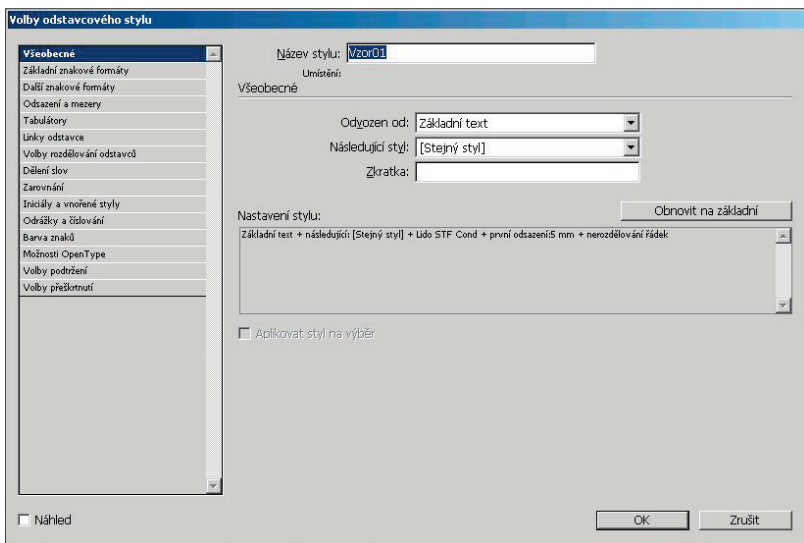 Volby odstavcového stylu
Všeobecné
Základní znakové formáty
Další znakové formáty
Odsazení a mezery
Tabulátory
Linky odstavce
Volby rozdělování odstavců
Dělení slov
Zarovnání
Iniciály a vnořené styly
Odrážky a číslování
Barva znaků
Možnosti OpenType
Volby podtržení
Volby přeškrtnutí
Název stylu: Vzor01
Umístění:
Všeobecné
Odvozen od: Základní text
Následující styl: [Stejný styl]
Zkratka:
Nastavení stylu:
Obnovit na základní
Základní text + následující: [Stejný styl] + Lido STF Cond + první odsazení:5 mm + nerozdělování řádek
Aplikovat styl na výběr
Náhled
OK
Zrušit